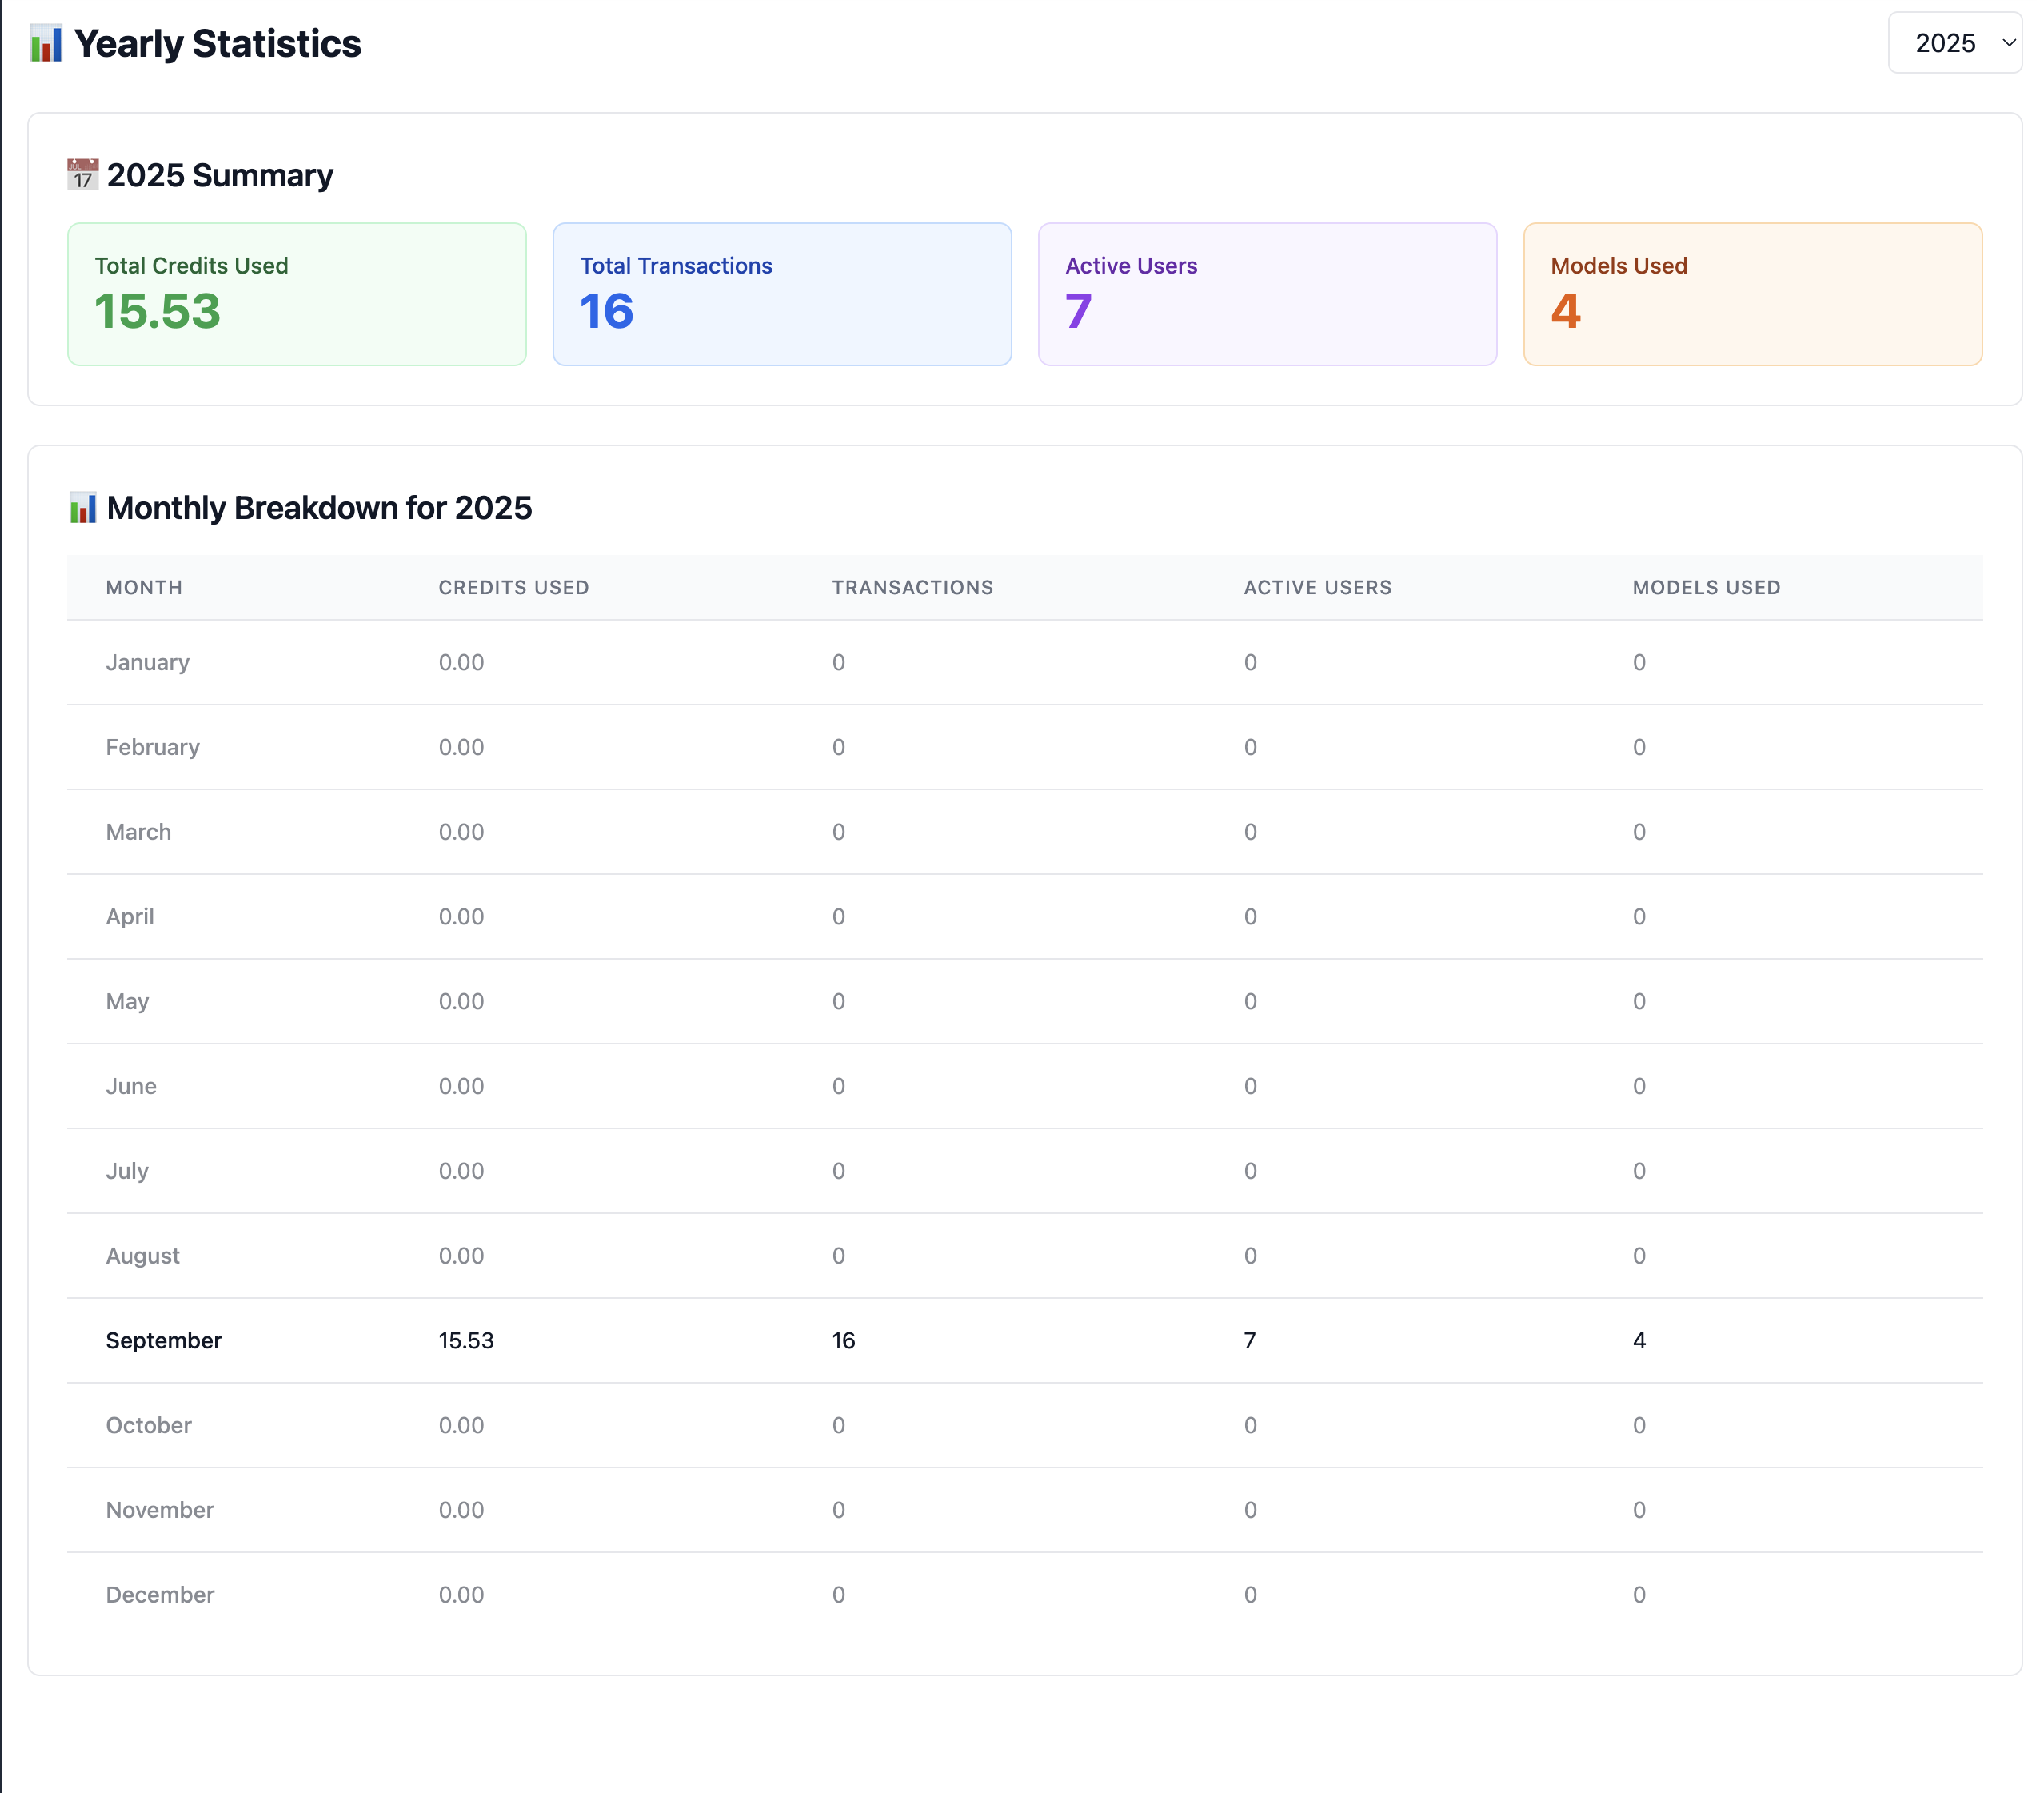 Yearly Statistics
2025
JUL
17
2025 Summary
Total Credits Used
15.53
Total Transactions
16
Active Users
7
Models Used
4
Monthly Breakdown for 2025
MONTH CREDITS USED TRANSACTIONS ACTIVE USERS MODELS USED
January 0.00 0 0 0
February 0.00 0 0 0
March 0.00 0 0 0
April 0.00 0 0 0
May 0.00 0 0 0
June 0.00 0 0 0
July 0.00 0 0 0
August 0.00 0 0 0
September 15.53 16 7 4
October 0.00 0 0 0
November 0.00 0 0 0
December 0.00 0 0 0